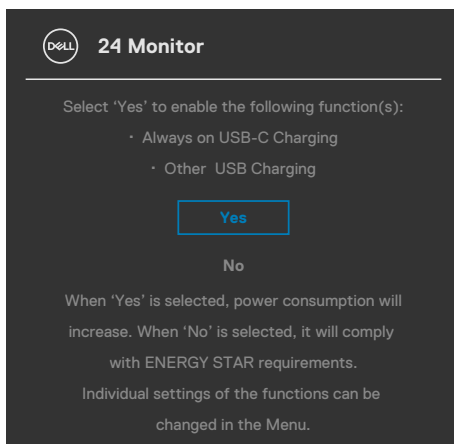 DELL
24 Monitor
Select ‘Yes’ to enable the following function(s):
· Always on USB-C Charging
· Other USB Charging
Yes
No
When ‘Yes’ is selected, power consumption will
increase. When ‘No’ is selected, it will comply
with ENERGY STAR requirements.
Individual settings of the functions can be
changed in the Menu.